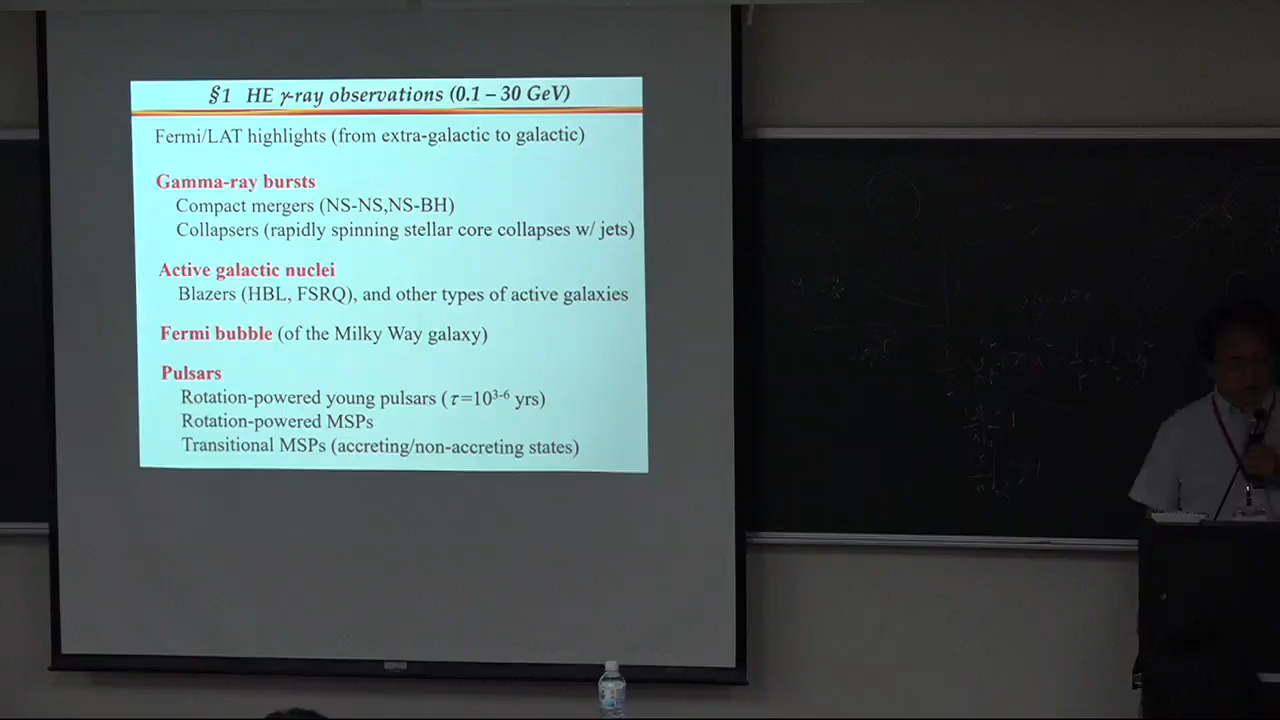 §1 HE γ-ray observations (0.1 – 30 GeV)
Fermi/LAT highlights (from extra-galactic to galactic)
Gamma-ray bursts
Compact mergers (NS-NS,NS-BH)
Collapsers (rapidly spinning stellar core collapses w/ jets)
Active galactic nuclei
Blazers (HBL, FSRQ), and other types of active galaxies
Fermi bubble (of the Milky Way galaxy)
Pulsars
Rotation-powered young pulsars (τ=10³⁻⁶ yrs)
Rotation-powered MSPs
Transitional MSPs (accreting/non-accreting states)